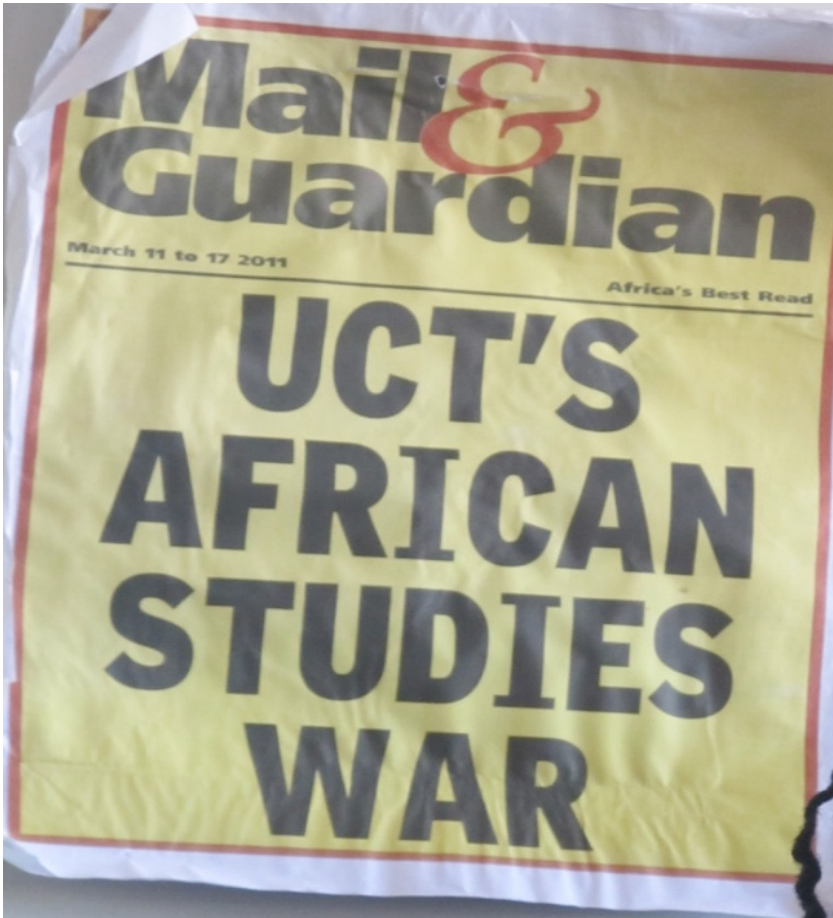 Mail&
Guardian
March 11 to 17 2011
Africa's Best Read
UCT'S
AFRICAN
STUDIES
WAR